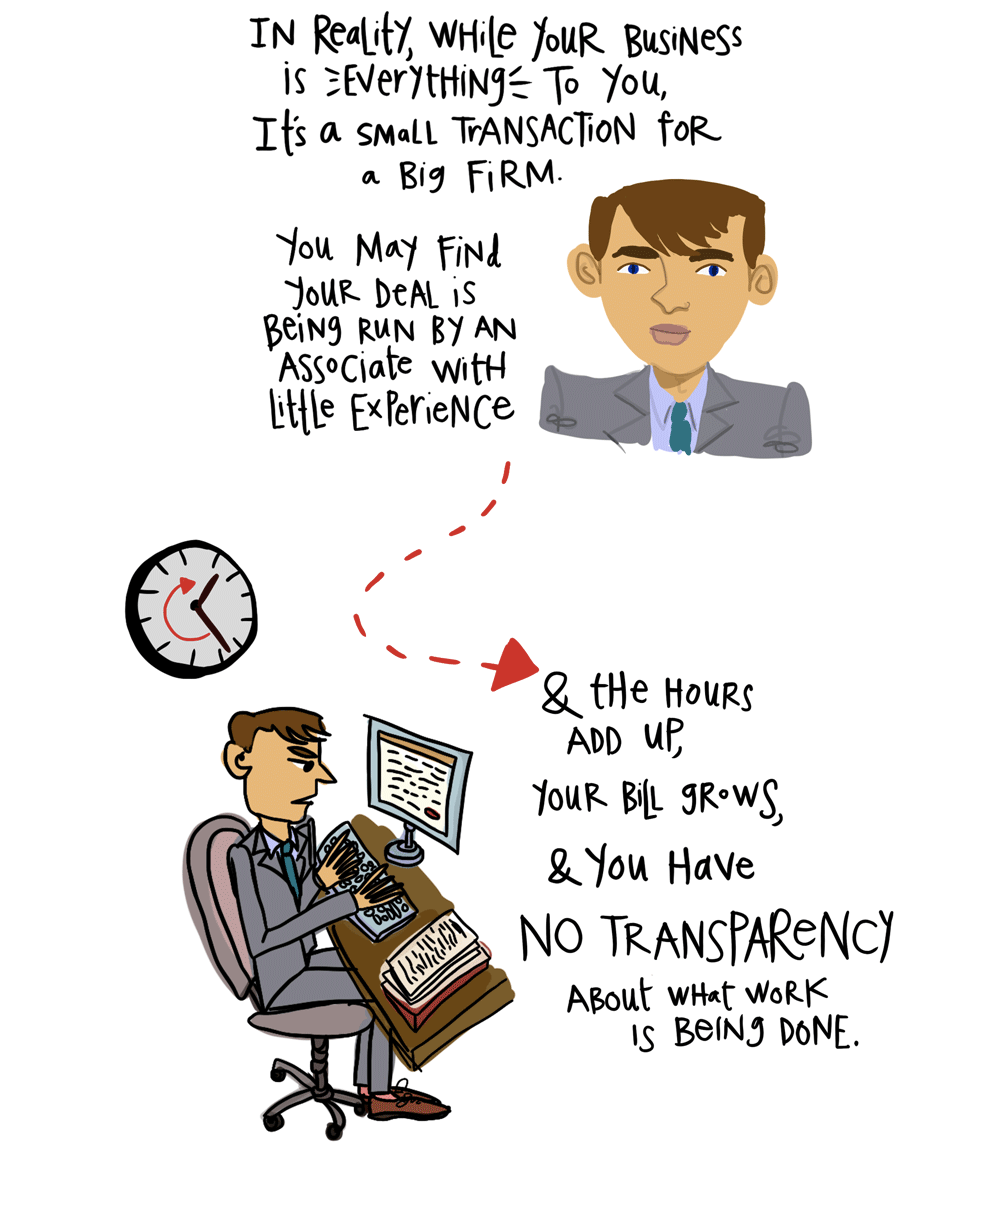 IN ReaLity, WHiLe YouR BusiNess
is EVeryTHiNg To You,
It's a SMaLL TrANSACTioN foR
a Big FiRM.
You May FiNd
YouR DeAL is
BeiNg RuN BY AN
ASSoCiate WitH
LittLe ExPerieNce
& tHe HouRs
ADD uP,
YouR BiLL gRoWS,
& You Have
NO TRANSPAReNCY
ABout WHat WoRK
iS BeiNg DoNE.